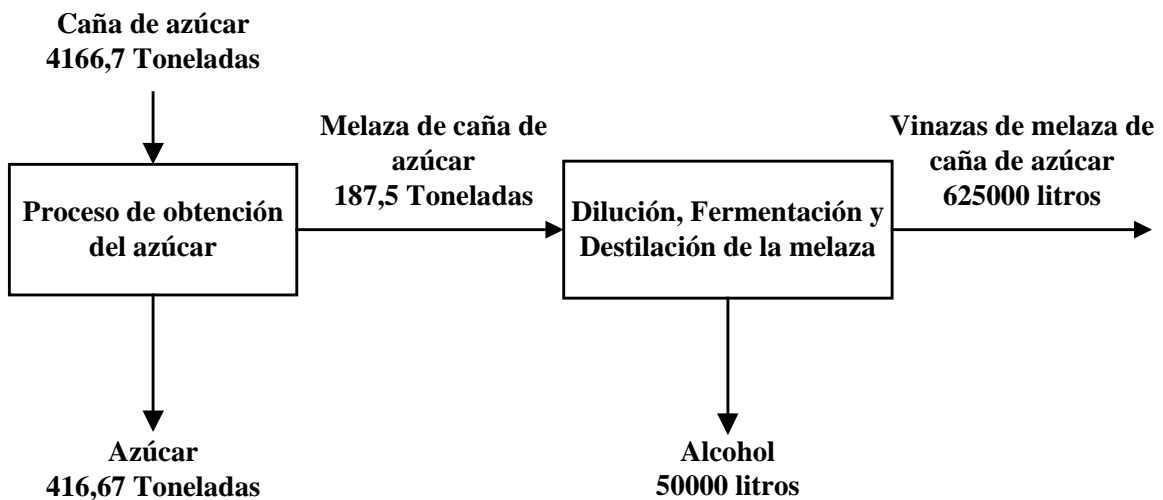 Caña de azúcar
4166,7 Toneladas
Proceso de obtención
del azúcar
Azúcar
416,67 Toneladas
Melaza de caña de
azúcar
187,5 Toneladas
Dilución, Fermentación y
Destilación de la melaza
Alcohol
50000 litros
Vinazas de melaza de
caña de azúcar
625000 litros